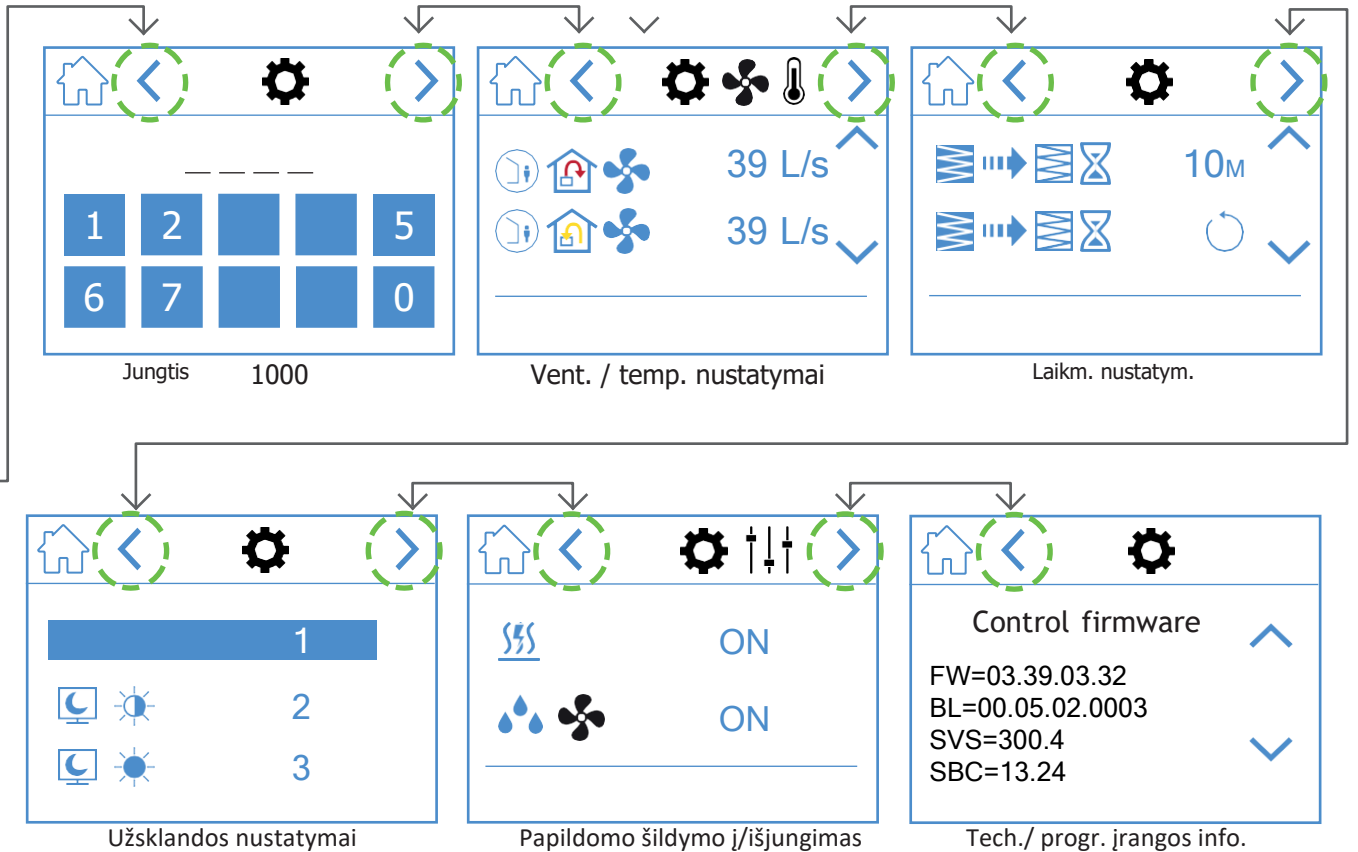 _ _ _ _
1 2 5
6 7 0
Jungtis 1000
39 L/s
39 L/s
Vent. / temp. nustatymai
10M
Laikm. nustatym.
1
2
3
Užsklandos nustatymai
ON
ON
Papildomo šildymo į/išjungimas
Control firmware
FW=03.39.03.32
BL=00.05.02.0003
SVS=300.4
SBC=13.24
Tech./ progr. įrangos info.